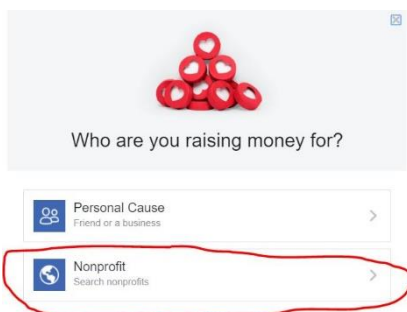 Who are you raising money for?
Personal Cause
Friend or a business
Nonprofit
Search nonprofits